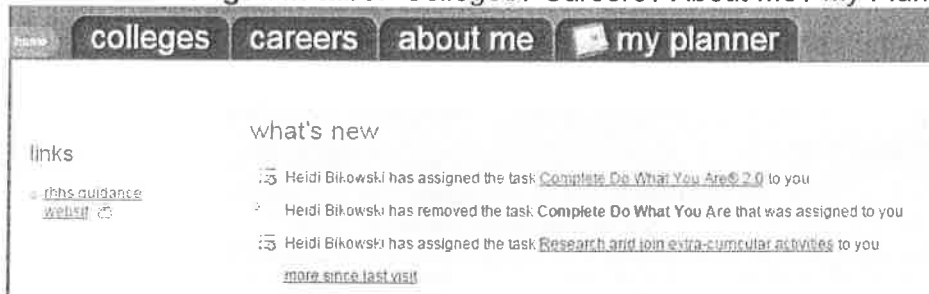 colleges careers about me my planner
what's new
links
Heidi Bikowski has assigned the task Complete Do What You Are® 2.0 to you
rhhs guidance
Heidi Bikowski has removed the task Complete Do What You Are that was assigned to you
Heidi Bikowski has assigned the task Research and join extra-curricular activities to you
more since last visit